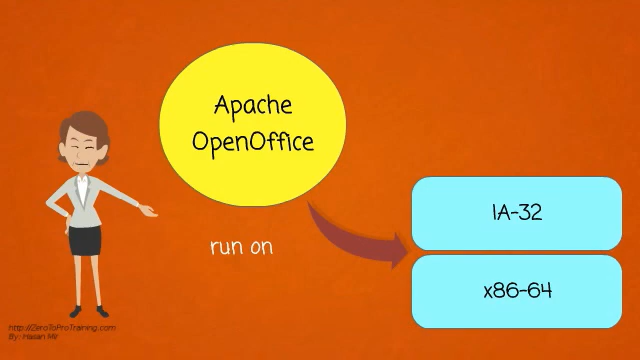 Apache
OpenOffice
run on
IA-32
x86-64
http://ZeroToProTraining.com
By: Hasan Mir